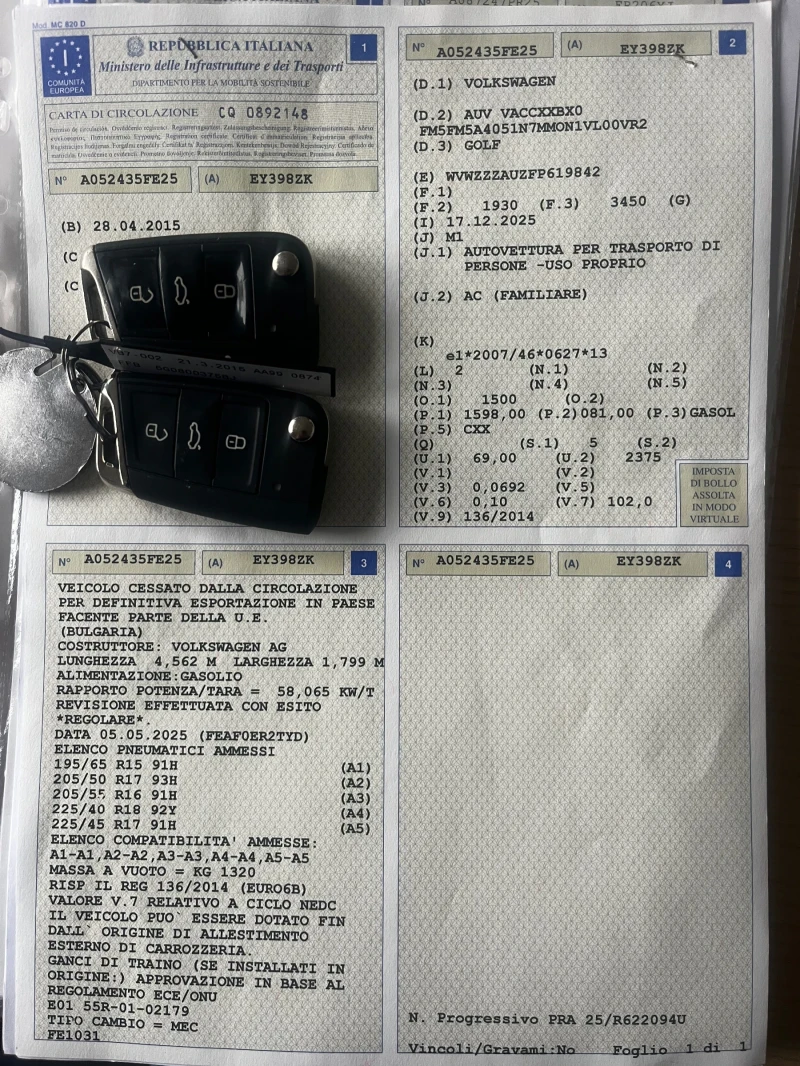 Mod. MC 820 D
COMUNITÀ
EUROPEA
REPUBBLICA ITALIANA
Ministero delle Infrastrutture e dei Trasporti
DIPARTIMENTO PER LA MOBILITÀ SOSTENIBILE
1
CARTA DI CIRCOLAZIONE CQ 0892148
N° A052435FE25 (A) EY398ZK
(B) 28.04.2015
(C
(C
N° A052435FE25 (A) EY398ZK 2
(D.1) VOLKSWAGEN
(D.2) AUV VACCXXBX0
FM5FM5A4051N7MMON1VL00VR2
(D.3) GOLF
(E) WVWZZZAUZFP619842
(F.1)
(F.2) 1930 (F.3) 3450 (G)
(I) 17.12.2025
(J) M1
(J.1) AUTOVETTURA PER TRASPORTO DI
PERSONE -USO PROPRIO
(J.2) AC (FAMILIARE)
(K)
e1*2007/46*0627*13
(L) 2 (N.1) (N.2)
(N.3) (N.4) (N.5)
(O.1) 1500 (O.2)
(P.1) 1598,00 (P.2)081,00 (P.3)GASOL
(P.5) CXX
(Q) (S.1) 5 (S.2)
(U.1) 69,00 (U.2) 2375
(V.1) (V.2)
(V.3) 0,0692 (V.5)
(V.6) 0,10 (V.7) 102,0
(V.9) 136/2014
IMPOSTA
DI BOLLO
ASSOLTA
IN MODO
VIRTUALE
N° A052435FE25 (A) EY398ZK 3
VEICOLO CESSATO DALLA CIRCOLAZIONE
PER DEFINITIVA ESPORTAZIONE IN PAESE
FACENTE PARTE DELLA U.E.
(BULGARIA)
COSTRUTTORE: VOLKSWAGEN AG
LUNGHEZZA 4,562 M LARGHEZZA 1,799 M
ALIMENTAZIONE:GASOLIO
RAPPORTO POTENZA/TARA = 58,065 KW/T
REVISIONE EFFETTUATA CON ESITO
*REGOLARE*.
DATA 05.05.2025 (FEAF0ER2TYD)
ELENCO PNEUMATICI AMMESSI
195/65 R15 91H (A1)
205/50 R17 93H (A2)
205/55 R16 91H (A3)
225/40 R18 92Y (A4)
225/45 R17 91H (A5)
ELENCO COMPATIBILITA' AMMESSE:
A1-A1,A2-A2,A3-A3,A4-A4,A5-A5
MASSA A VUOTO = KG 1320
RISP IL REG 136/2014 (EURO6B)
VALORE V.7 RELATIVO A CICLO NEDC
IL VEICOLO PUO` ESSERE DOTATO FIN
DALL` ORIGINE DI ALLESTIMENTO
ESTERNO DI CARROZZERIA.
GANCI DI TRAINO (SE INSTALLATI IN
ORIGINE:) APPROVAZIONE IN BASE AL
REGOLAMENTO ECE/ONU
E01 55R-01-02179
TIPO CAMBIO = MEC
FE1031
N° A052435FE25 (A) EY398ZK 4
N. Progressivo PRA 25/R622094U
Vincoli/Gravami:No Foglio 1 di 1